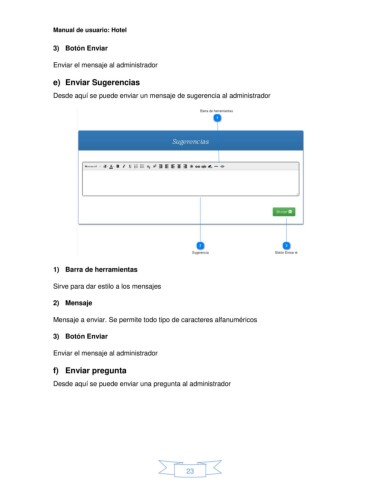 Manual de usuario: Hotel
3) Botón Enviar
Enviar el mensaje al administrador
e) Enviar Sugerencias
Desde aquí se puede enviar un mensaje de sugerencia al administrador
Barra de herramientas
1
Sugerencias
2
3
Sugerencia
Botón Enviar
1) Barra de herramientas
Sirve para dar estilo a los mensajes
2) Mensaje
Mensaje a enviar. Se permite todo tipo de caracteres alfanuméricos
3) Botón Enviar
Enviar el mensaje al administrador
f) Enviar pregunta
Desde aquí se puede enviar una pregunta al administrador
23